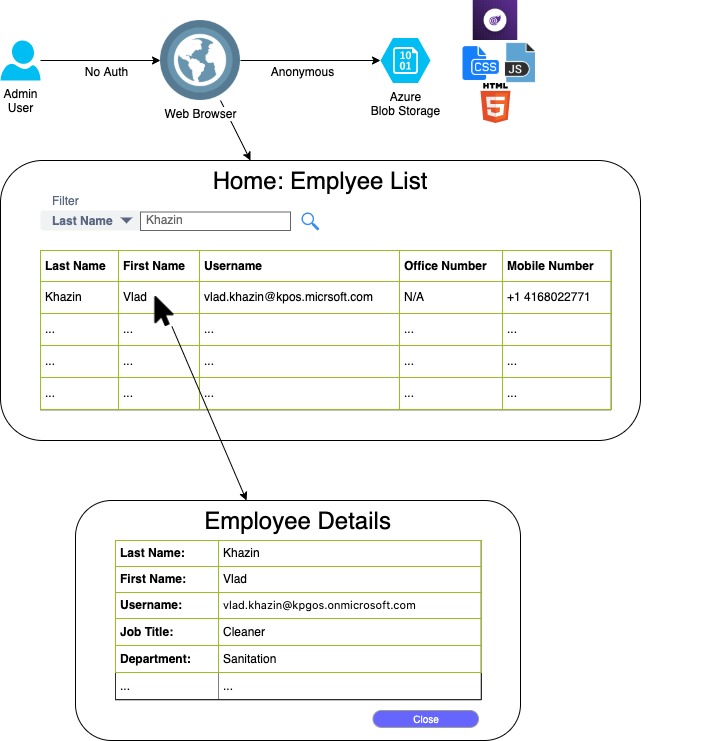 No Auth
Anonymous
10
01
CSS
JS
HTML
5
Admin
User
Web Browser
Azure
Blob Storage
Home: Emplyee List
Filter
Last Name
Khazin
Last Name First Name Username Office Number Mobile Number
Khazin Vlad vlad.khazin@kpos.micrsoft.com N/A +1 4168022771
... ... ... ... ...
... ... ... ... ...
... ... ... ... ...
Employee Details
Last Name: Khazin
First Name: Vlad
Username: vlad.khazin@kpgos.onmicrosoft.com
Job Title: Cleaner
Department: Sanitation
... ...
Close